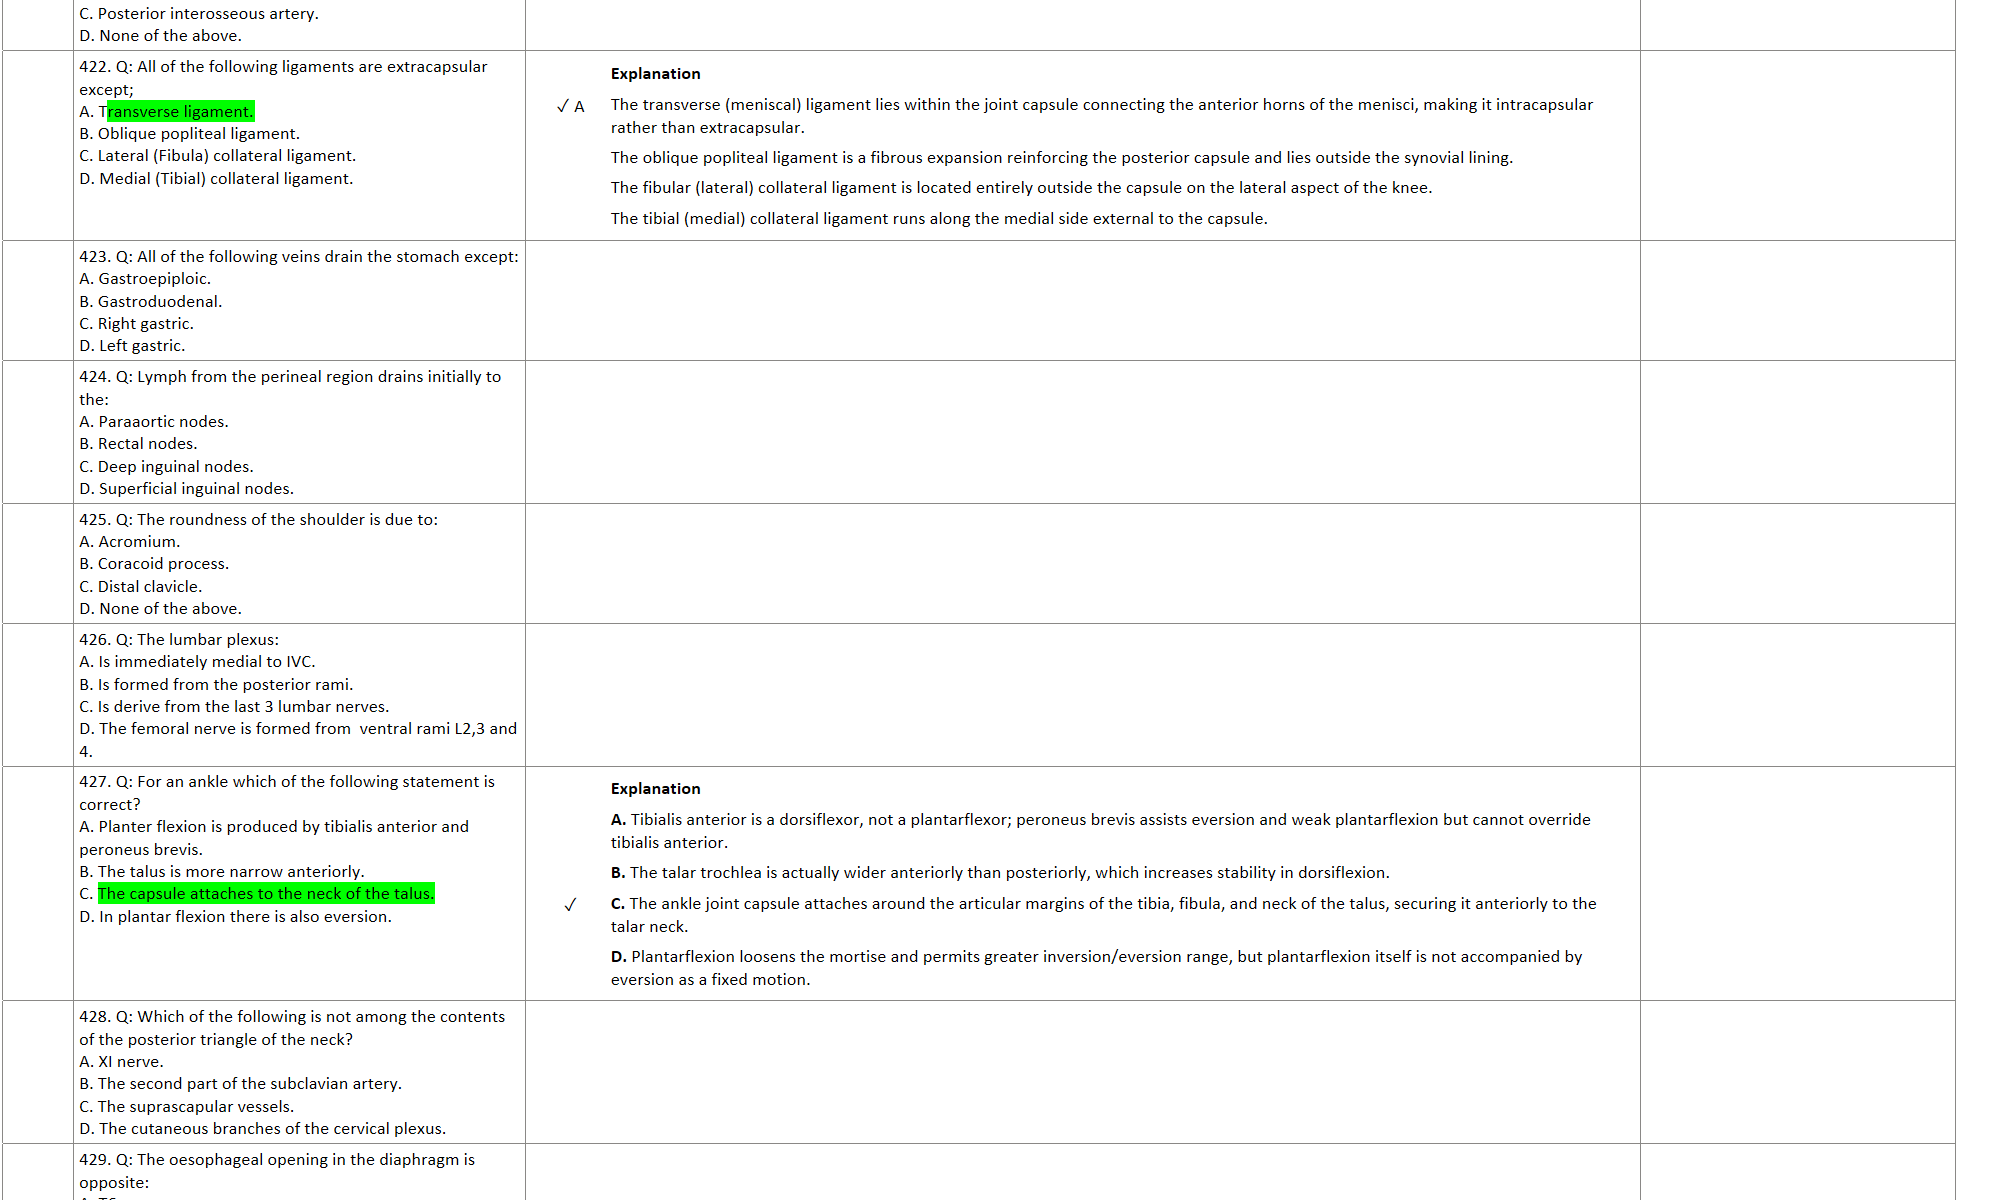 C. Posterior interosseous artery.
D. None of the above.
422. Q: All of the following ligaments are extracapsular
except;
A. Transverse ligament.
B. Oblique popliteal ligament.
C. Lateral (Fibula) collateral ligament.
D. Medial (Tibial) collateral ligament.
Explanation
✓ A The transverse (meniscal) ligament lies within the joint capsule connecting the anterior horns of the menisci, making it intracapsular
rather than extracapsular.
The oblique popliteal ligament is a fibrous expansion reinforcing the posterior capsule and lies outside the synovial lining.
The fibular (lateral) collateral ligament is located entirely outside the capsule on the lateral aspect of the knee.
The tibial (medial) collateral ligament runs along the medial side external to the capsule.
423. Q: All of the following veins drain the stomach except:
A. Gastroepiploic.
B. Gastroduodenal.
C. Right gastric.
D. Left gastric.
424. Q: Lymph from the perineal region drains initially to
the:
A. Paraaortic nodes.
B. Rectal nodes.
C. Deep inguinal nodes.
D. Superficial inguinal nodes.
425. Q: The roundness of the shoulder is due to:
A. Acromium.
B. Coracoid process.
C. Distal clavicle.
D. None of the above.
426. Q: The lumbar plexus:
A. Is immediately medial to IVC.
B. Is formed from the posterior rami.
C. Is derive from the last 3 lumbar nerves.
D. The femoral nerve is formed from  ventral rami L2,3 and
4.
427. Q: For an ankle which of the following statement is
correct?
A. Planter flexion is produced by tibialis anterior and
peroneus brevis.
B. The talus is more narrow anteriorly.
C. The capsule attaches to the neck of the talus.
D. In plantar flexion there is also eversion.
Explanation
A. Tibialis anterior is a dorsiflexor, not a plantarflexor; peroneus brevis assists eversion and weak plantarflexion but cannot override
tibialis anterior.
B. The talar trochlea is actually wider anteriorly than posteriorly, which increases stability in dorsiflexion.
✓ C. The ankle joint capsule attaches around the articular margins of the tibia, fibula, and neck of the talus, securing it anteriorly to the
talar neck.
D. Plantarflexion loosens the mortise and permits greater inversion/eversion range, but plantarflexion itself is not accompanied by
eversion as a fixed motion.
428. Q: Which of the following is not among the contents
of the posterior triangle of the neck?
A. XI nerve.
B. The second part of the subclavian artery.
C. The suprascapular vessels.
D. The cutaneous branches of the cervical plexus.
429. Q: The oesophageal opening in the diaphragm is
opposite: